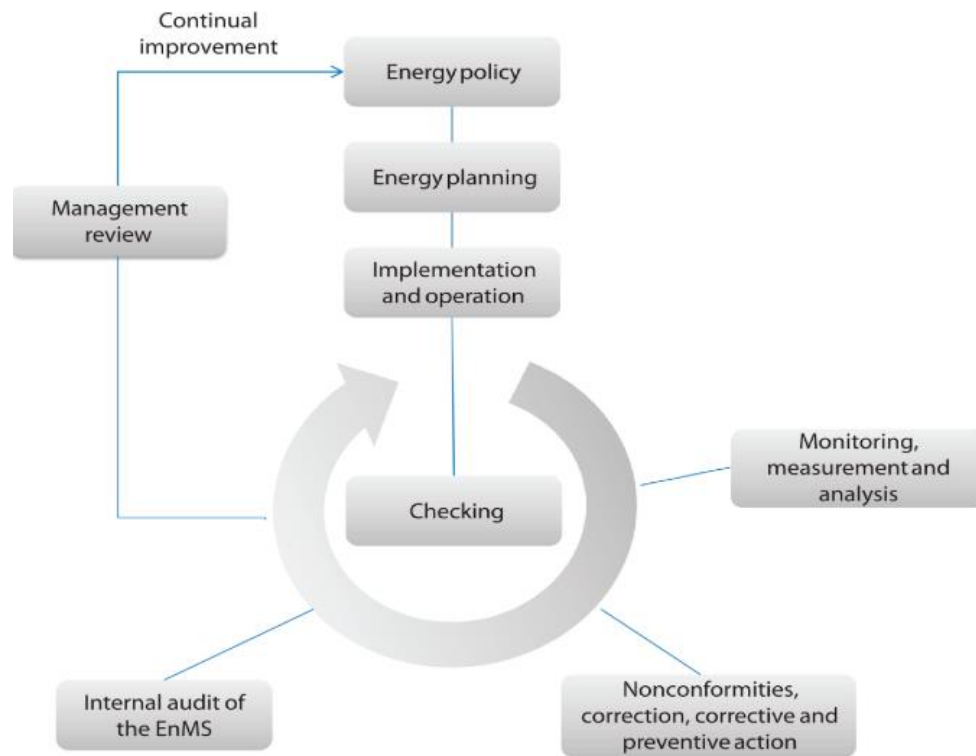 Continual
improvement
Energy policy
Energy planning
Management
review
Implementation
and operation
Monitoring,
measurement and
analysis
Checking
Internal audit of
the EnMS
Nonconformities,
correction, corrective and
preventive action